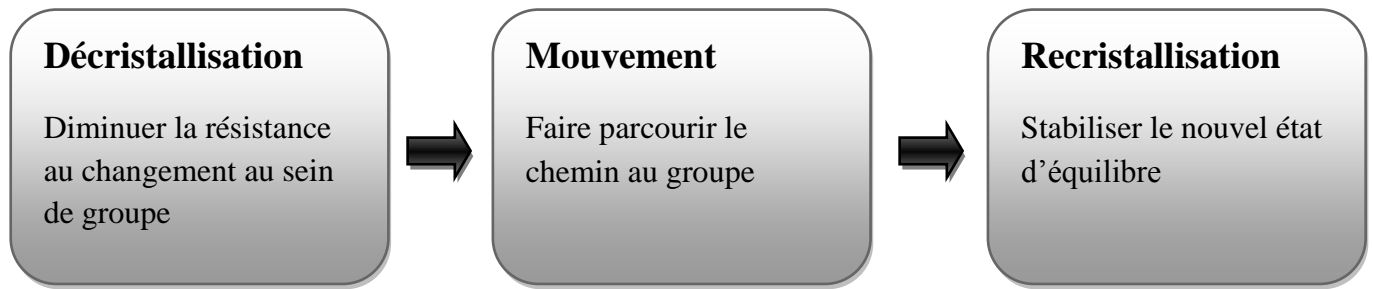 Décristallisation
Diminuer la résistance
au changement au sein
de groupe
Mouvement
Faire parcourir le
chemin au groupe
Recristallisation
Stabiliser le nouvel état
d’équilibre